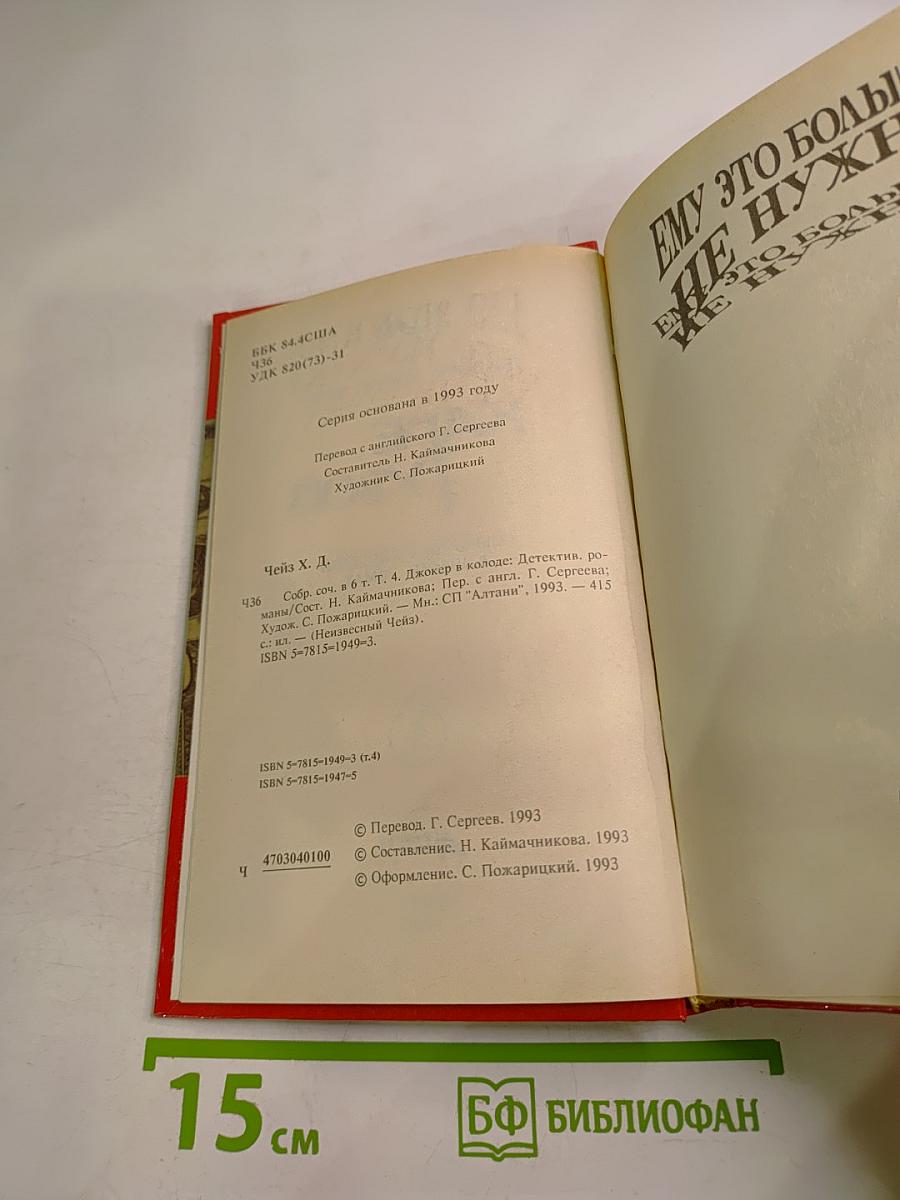 ББК 84.4США
Ч36
УДК 820(73)-31
Серия основана в 1993 году
Перевод с английского Г. Сергеева
Составитель Н. Каймачникова
Художник С. Пожарицкий
Чейз Х. Д.
Ч36 Собр. соч. в 6 т. Т. 4. Джокер в колоде: Детектив. ро-
маны/Сост. Н. Каймачникова; Пер. с англ. Г. Сергеева;
Худож. С. Пожарицкий. — Мн.: СП "Алтани", 1993. — 415
с.: ил. — (Неизвесный Чейз).
ISBN 5=7815=1949=3.
ISBN 5=7815=1949=3 (т.4)
ISBN 5=7815=1947=5
Ч 4703040100
© Перевод. Г. Сергеев. 1993
© Составление. Н. Каймачникова. 1993
© Оформление. С. Пожарицкий. 1993
ЕМУ ЭТО
НЕ
ЕМУ ЭТО
НЕ
15 см
БФ БИБЛИОФАН